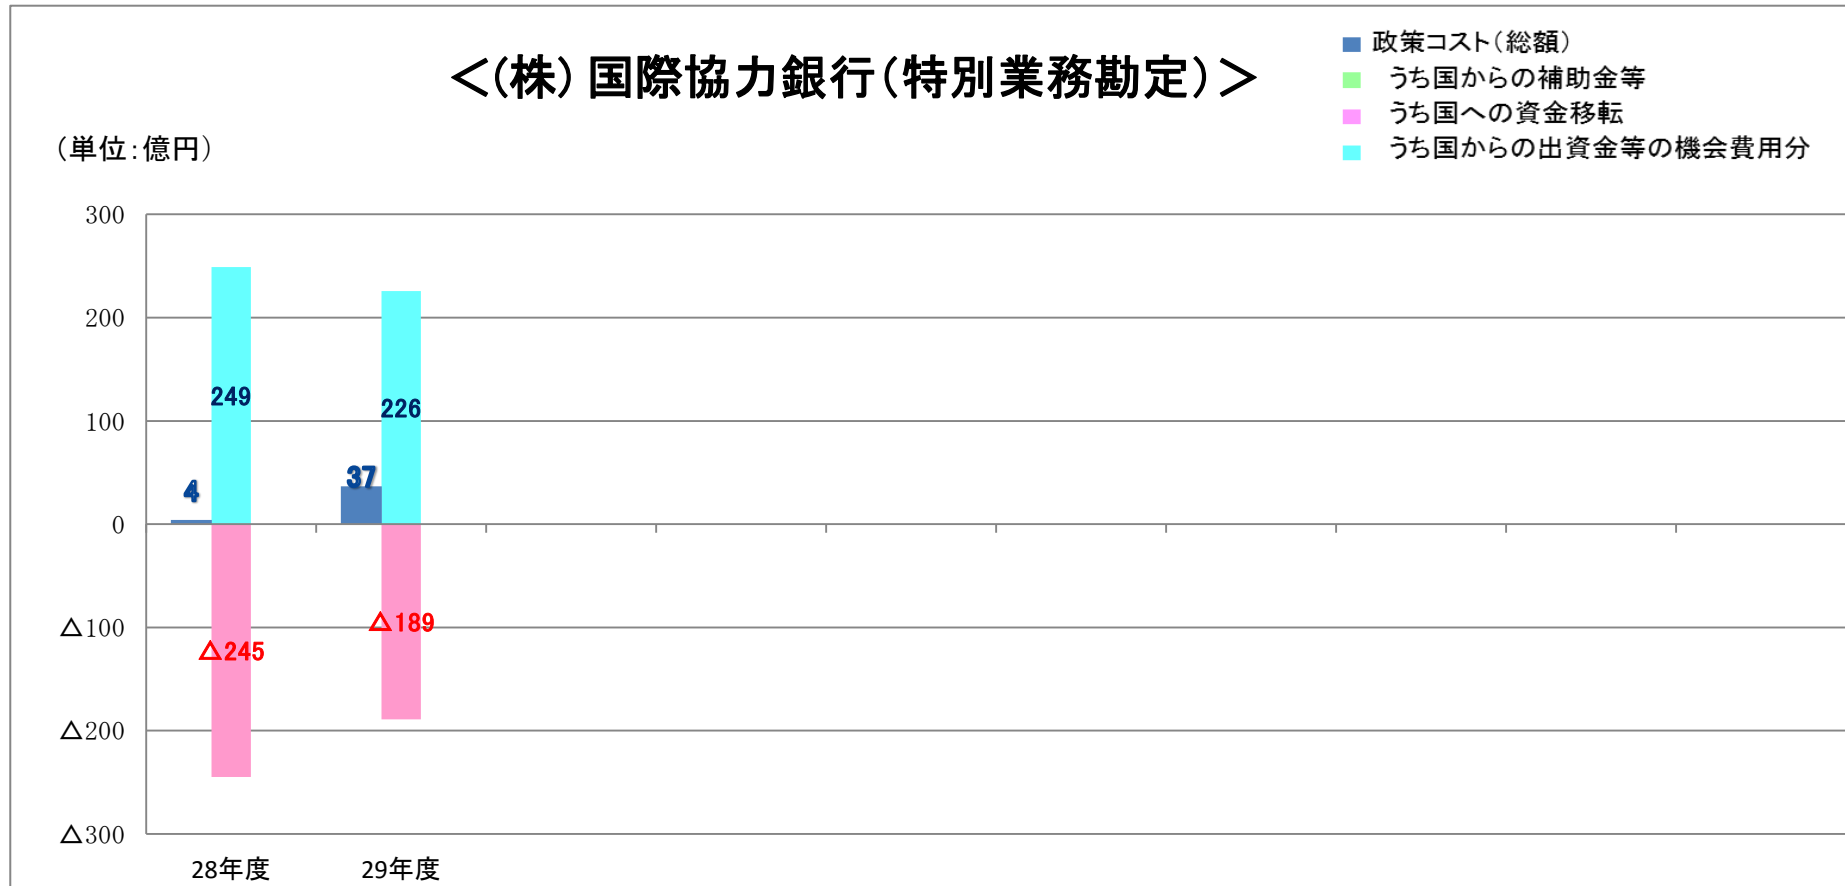 ＜(株)国際協力銀行(特別業務勘定)＞
政策コスト(総額)
うち国からの補助金等
うち国への資金移転
うち国からの出資金等の機会費用分
(単位:億円)
300
200
100
0
△100
△200
△300
249
226
4
37
△245
△189
28年度
29年度